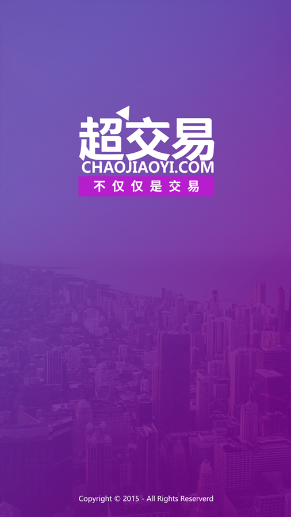 超交易
CHAOJIAOYI.COM
不仅仅是交易
Copyright © 2015 - All Rights Reserverd